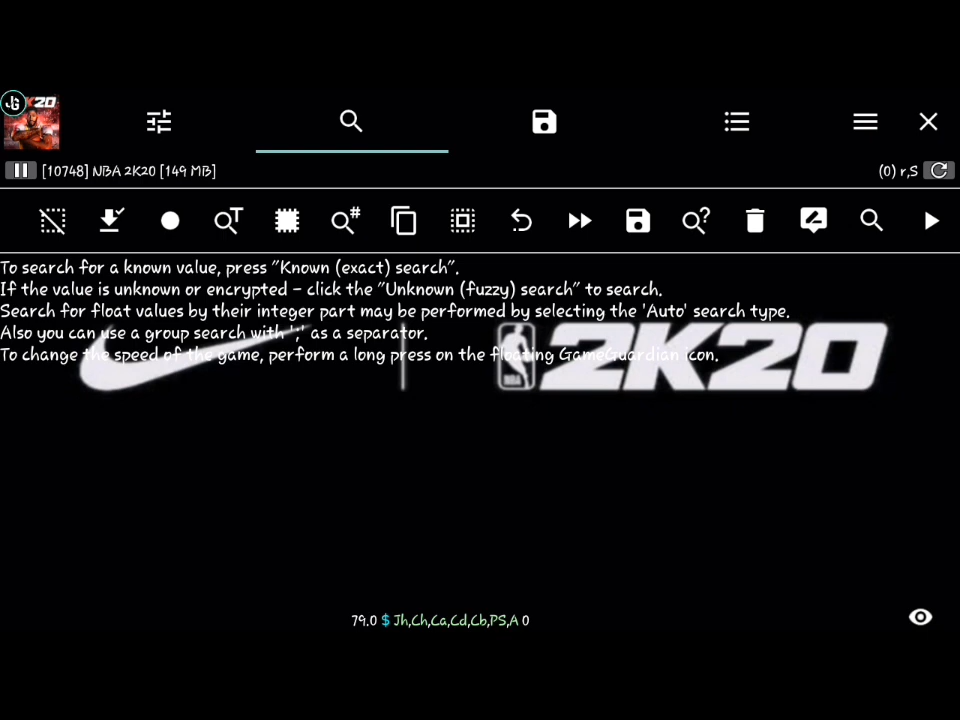 2K20
[10748] NBA 2K20 [149 MB]
(0) r,S
To search for a known value, press "Known (exact) search".
If the value is unknown or encrypted - click the "Unknown (fuzzy) search" to search.
Search for float values by their integer part may be performed by selecting the 'Auto' search type.
Also you can use a group search with ';' as a separator.
To change the speed of the game, perform a long press on the floating GameGuardian icon.
NBA 2K20
79.0 $ Jh,Ch,Ca,Cd,Cb,PS,A 0